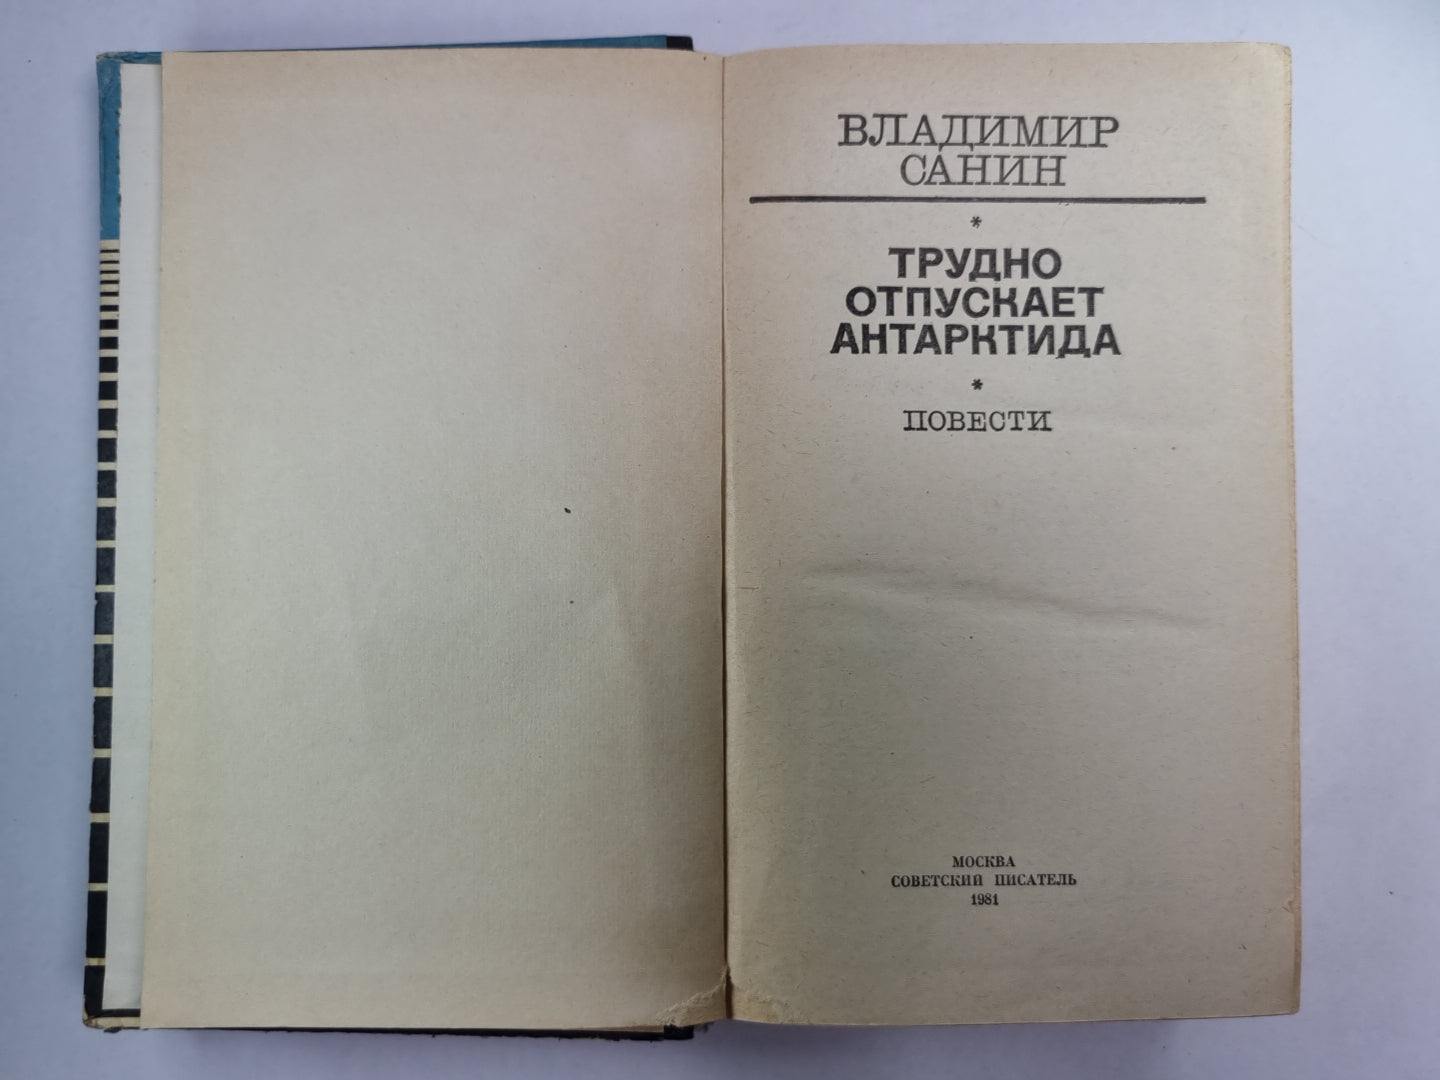 ВЛАДИМИР
САНИН
*
ТРУДНО
ОТПУСКАЕТ
АНТАРКТИДА
*
ПОВЕСТИ
МОСКВА
СОВЕТСКИЙ ПИСАТЕЛЬ
1981